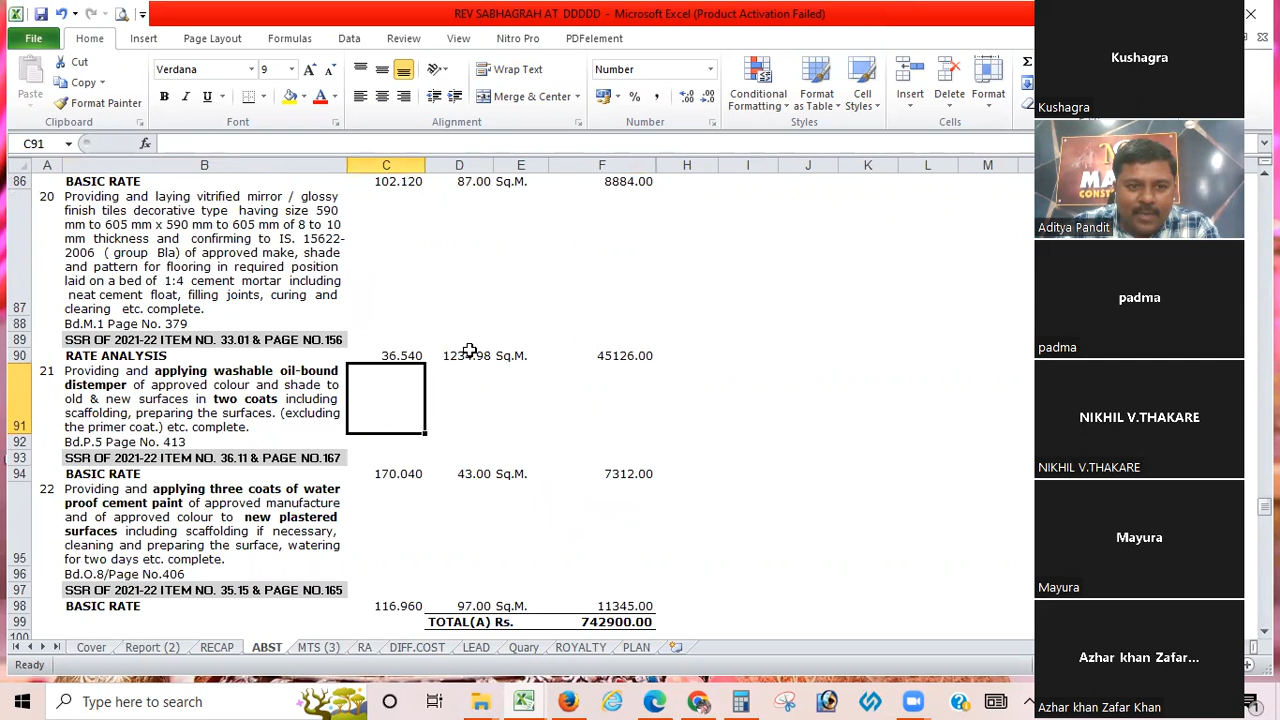 REV SABHAGRAH AT DDDDD - Microsoft Excel (Product Activation Failed)
File Home Insert Page Layout Formulas Data Review View Nitro Pro PDFelement
Paste
Cut
Copy
Format Painter
Clipboard
Verdana 9
B I U
Font
Wrap Text
Merge & Center
Alignment
Number
Number
Conditional Formatting
Format as Table
Cell Styles
Styles
Insert
Delete
Format
Cells
C91 fx
A B C D E F H I J K L M
86 BASIC RATE 102.120 87.00 Sq.M. 8884.00
20 Providing and laying vitrified mirror / glossy
finish tiles decorative type having size 590
mm to 605 mm x 590 mm to 605 mm of 8 to 10
mm thickness and confirming to IS. 15622-
2006 ( group Bla) of approved make, shade
and pattern for flooring in required position
laid on a bed of 1:4 cement mortar including
neat cement float, filling joints, curing and
87 clearing etc. complete.
88 Bd.M.1 Page No. 379
89 SSR OF 2021-22 ITEM NO. 33.01 & PAGE NO.156
90 RATE ANALYSIS 36.540 Sq.M. 45126.00
21 Providing and applying washable oil-bound
distemper of approved colour and shade to
old & new surfaces in two coats including
scaffolding, preparing the surfaces. (excluding
91 the primer coat.) etc. complete.
92 Bd.P.5 Page No. 413
93 SSR OF 2021-22 ITEM NO. 36.11 & PAGE NO.167
94 BASIC RATE 170.040 43.00 Sq.M. 7312.00
22 Providing and applying three coats of water
proof cement paint of approved manufacture
and of approved colour to new plastered
surfaces including scaffolding if necessary,
cleaning and preparing the surface, watering
95 for two days etc. complete.
96 Bd.O.8/Page No.406
97 SSR OF 2021-22 ITEM NO. 35.15 & PAGE NO.165
98 BASIC RATE 116.960 97.00 Sq.M. 11345.00
99 TOTAL(A) Rs. 742900.00
100
Cover Report (2) RECAP ABST MTS (3) RA DIFF.COST LEAD Quary ROYALTY PLAN
Ready
Type here to search
Kushagra
Kushagra
Aditya Pandit
padma
padma
NIKHIL V.THAKARE
NIKHIL V.THAKARE
Mayura
Mayura
Azhar khan Zafar...
Azhar khan Zafar Khan